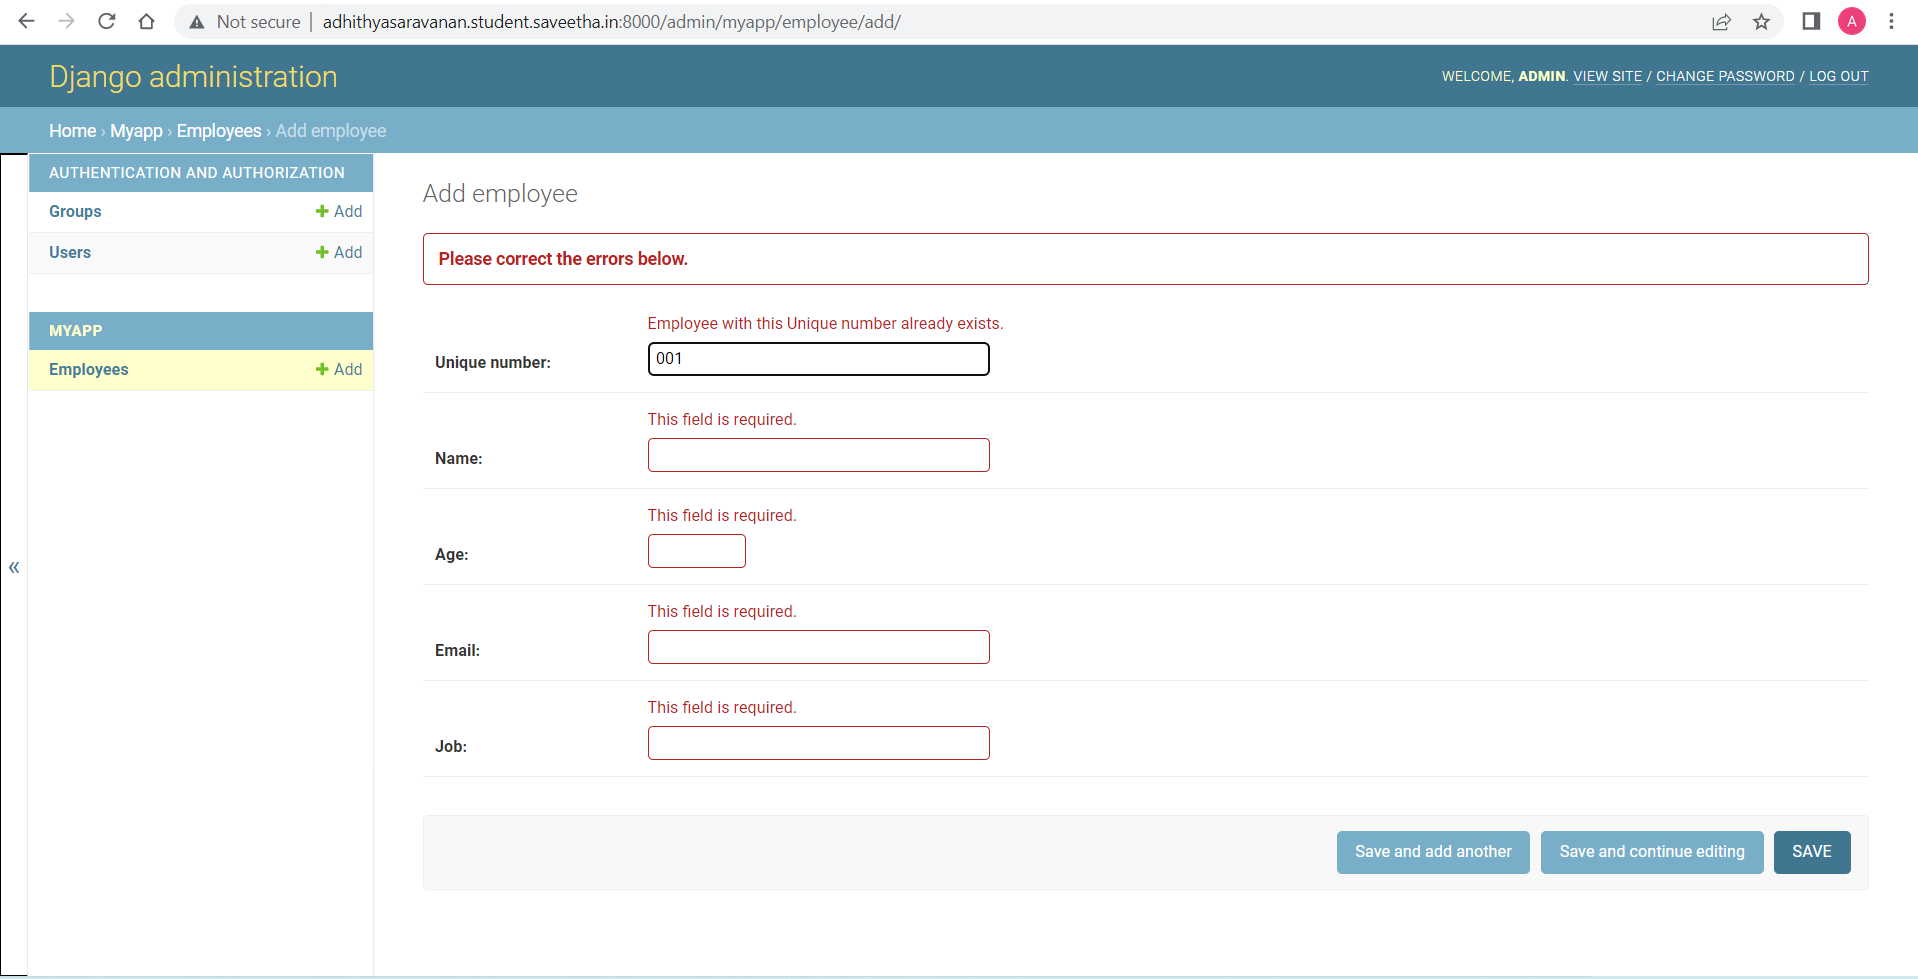 Not secure | adhithyasaravanan.student.saveetha.in:8000/admin/myapp/employee/add/
A
Django administration
WELCOME, ADMIN. VIEW SITE / CHANGE PASSWORD / LOG OUT
Home › Myapp › Employees › Add employee
AUTHENTICATION AND AUTHORIZATION
Groups + Add
Users + Add
MYAPP
Employees + Add
«
Add employee
Please correct the errors below.
Employee with this Unique number already exists.
Unique number: 001
This field is required.
Name:
This field is required.
Age:
This field is required.
Email:
This field is required.
Job:
Save and add another Save and continue editing SAVE